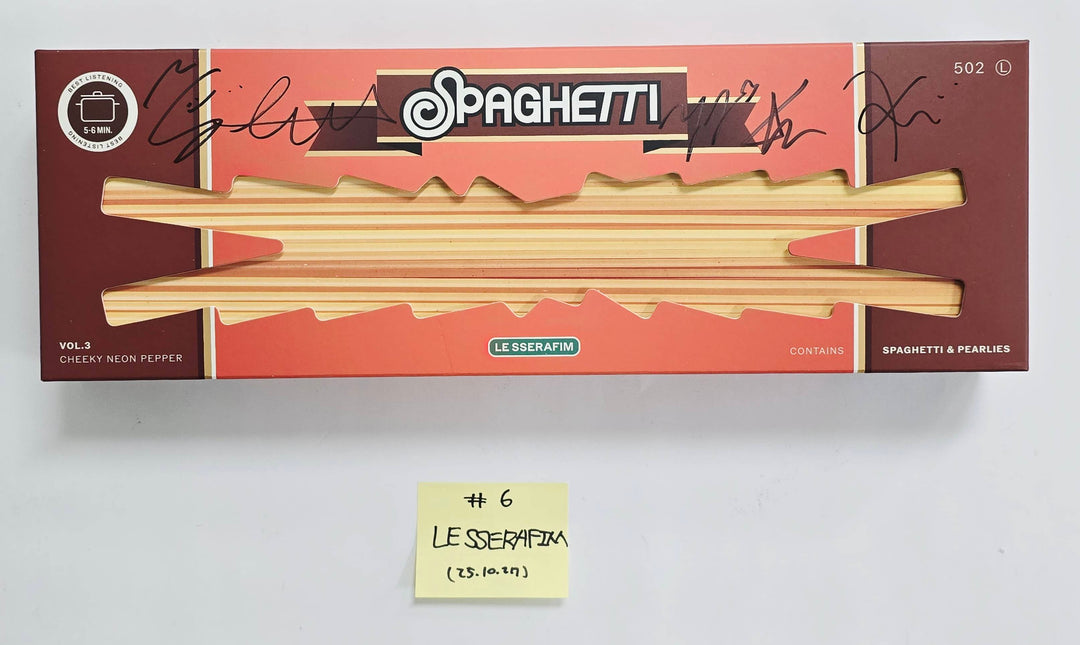 BEST LISTENING
5-6 MIN.
BEST LISTENING
SPAGHETTI
502 L
VOL.3
CHEEKY NEON PEPPER
LE SSERAFIM
CONTAINS
SPAGHETTI & PEARLIES
# 6
LE SSERAFIM
(25.10.27)